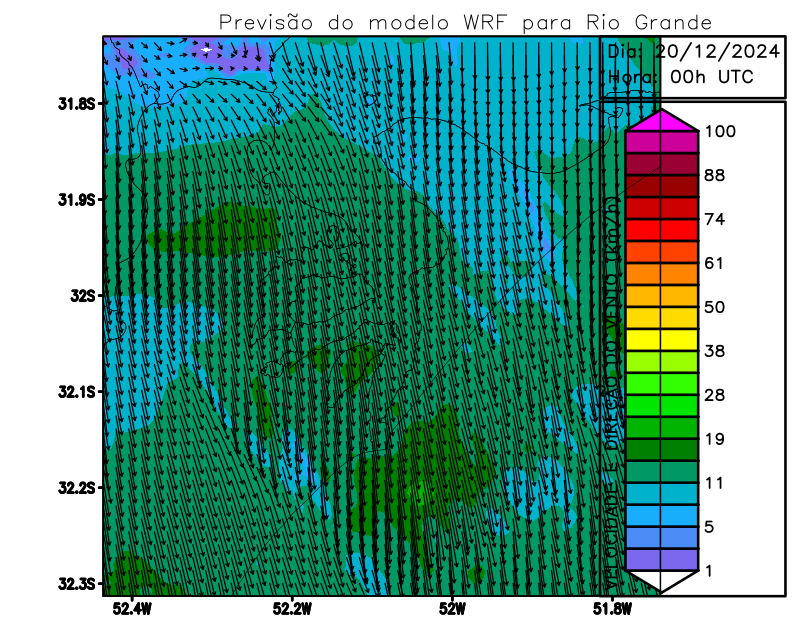 Previsão do modelo WRF para Rio Grande
Dia: 20/12/2024
Hora: 00h UTC
31.8S
31.9S
32S
32.1S
32.2S
32.3S
52.4W
52.2W
52W
51.8W
VELOCIDADE E DIREÇÃO DO VENTO (km/h)
100
88
74
61
50
38
28
19
11
5
1